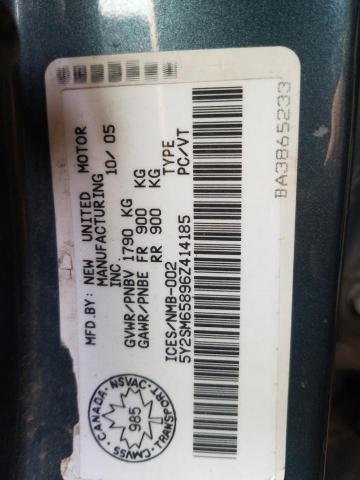 MFD.BY: NEW UNITED MOTOR
MANUFACTURING
INC. 10/05
GVWR/PNBV 1790 KG
GAWR/PNBE FR 900 KG
RR 900 KG
ICES/NMB-002 TYPE
5Y2SM65896Z414185 PC/VT
BA3865233
CANADA NSVAC
985
CMVSS TRANSPORT